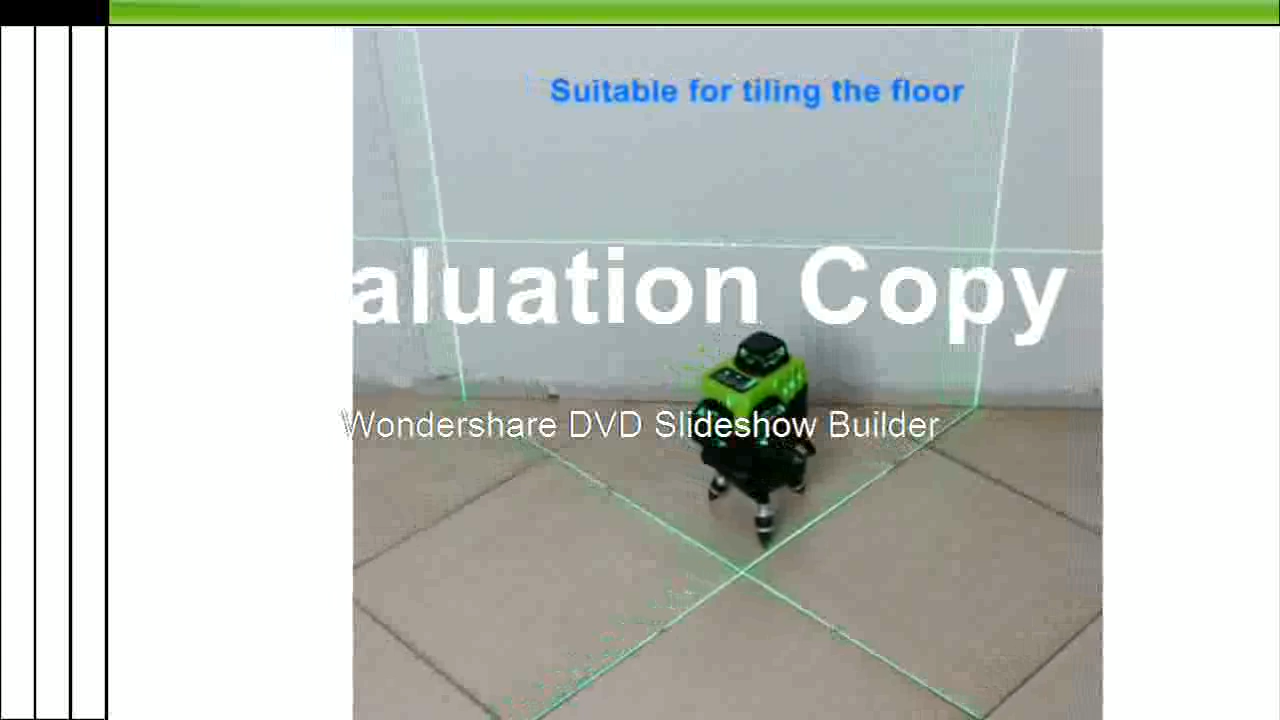 Suitable for tiling the floor
aluation Copy
Wondershare DVD Slideshow Builder